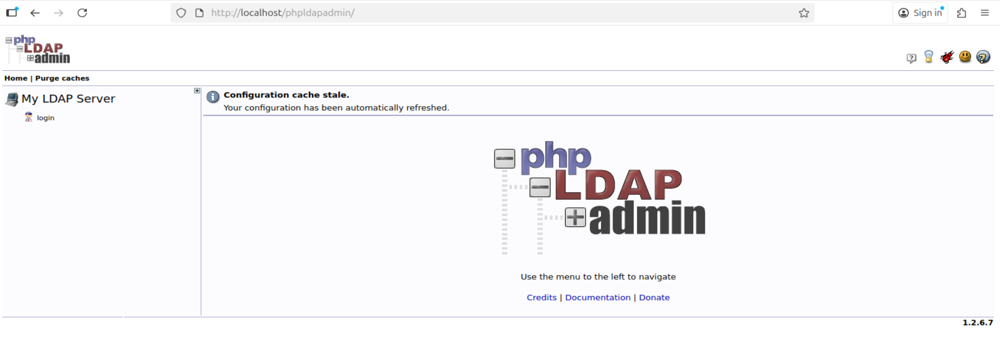 http://localhost/phpldapadmin/
Sign in
php
LDAP
admin
Home | Purge caches
My LDAP Server
login
Configuration cache stale.
Your configuration has been automatically refreshed.
php
LDAP
admin
Use the menu to the left to navigate
Credits | Documentation | Donate
1.2.6.7